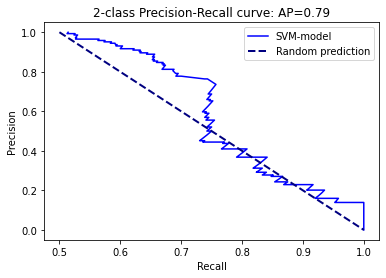 2-class Precision-Recall curve: AP=0.79
SVM-model
Random prediction
Precision
1.0
0.8
0.6
0.4
0.2
0.0
0.5 0.6 0.7 0.8 0.9 1.0
Recall